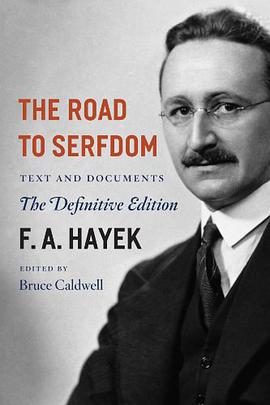 THE ROAD
TO SERFDOM
TEXT AND DOCUMENTS
The Definitive Edition
F. A. HAYEK
EDITED BY
Bruce Caldwell